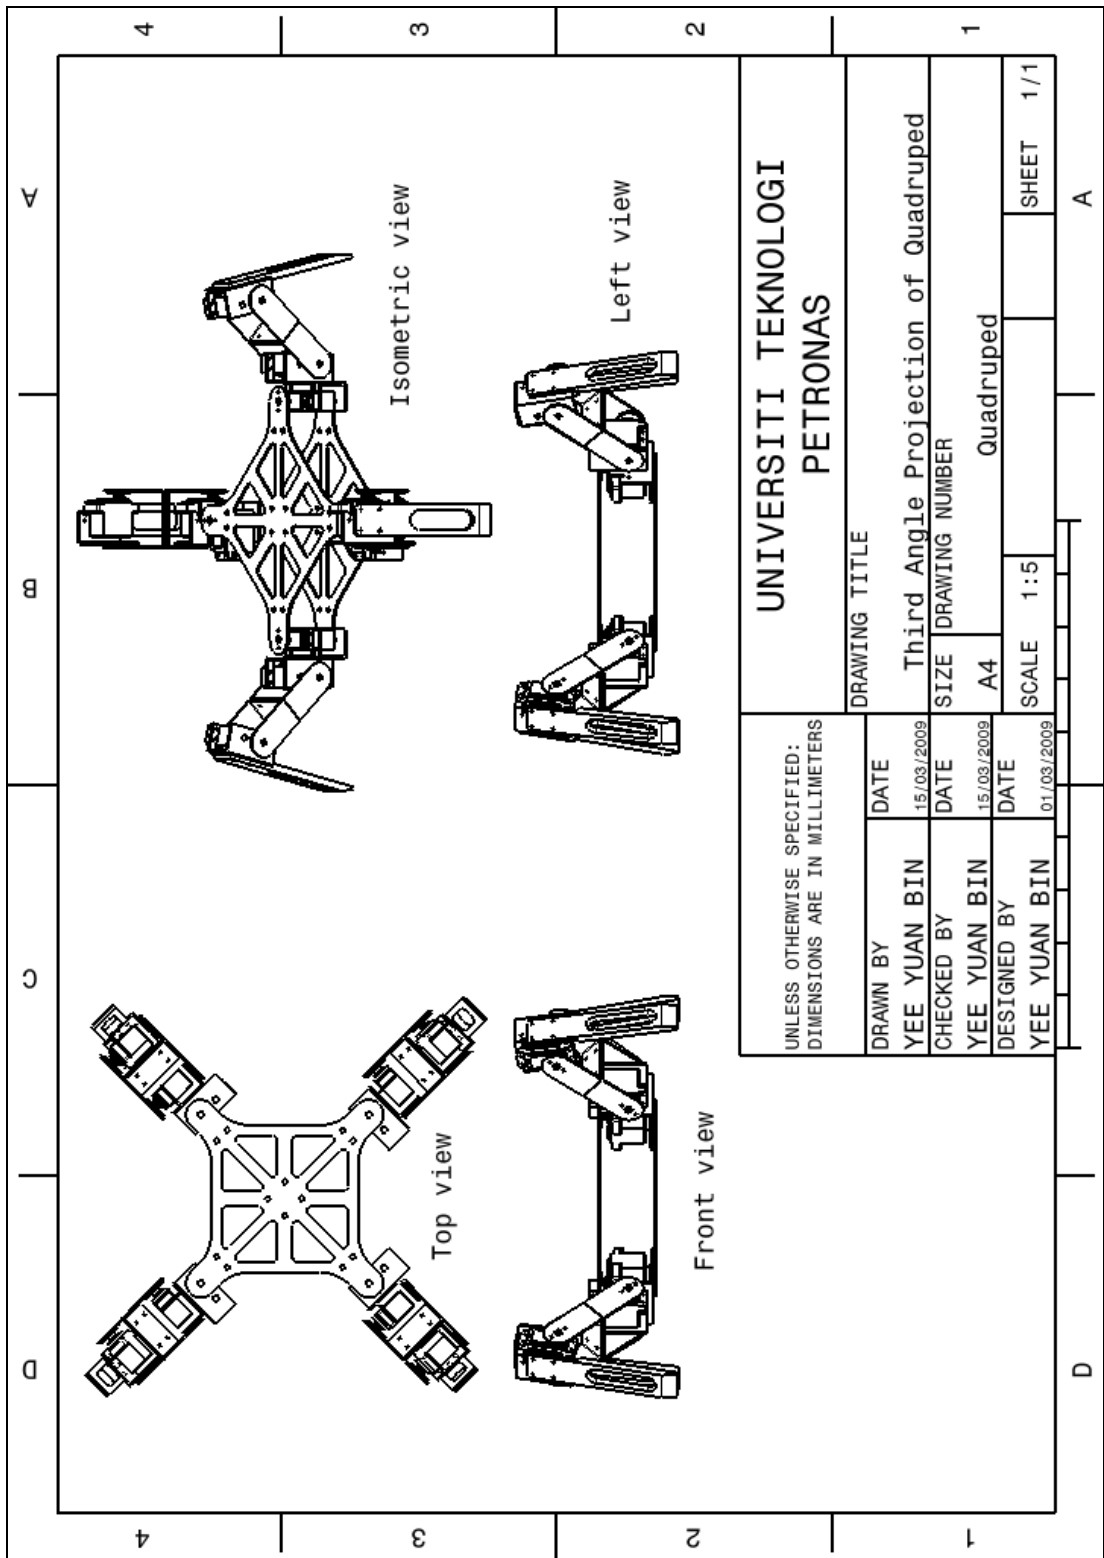 D
C
B
A
4
4
3
3
2
2
1
1
Top view
Isometric view
Front view
Left view
UNLESS OTHERWISE SPECIFIED:
DIMENSIONS ARE IN MILLIMETERS
UNIVERSITI TEKNOLOGI
PETRONAS
DRAWN BY
YEE YUAN BIN
DATE
15/03/2009
CHECKED BY
YEE YUAN BIN
DATE
15/03/2009
DESIGNED BY
YEE YUAN BIN
DATE
01/03/2009
DRAWING TITLE
Third Angle Projection of Quadruped
SIZE
A4
DRAWING NUMBER
Quadruped
SCALE 1:5
SHEET 1/1
D
A